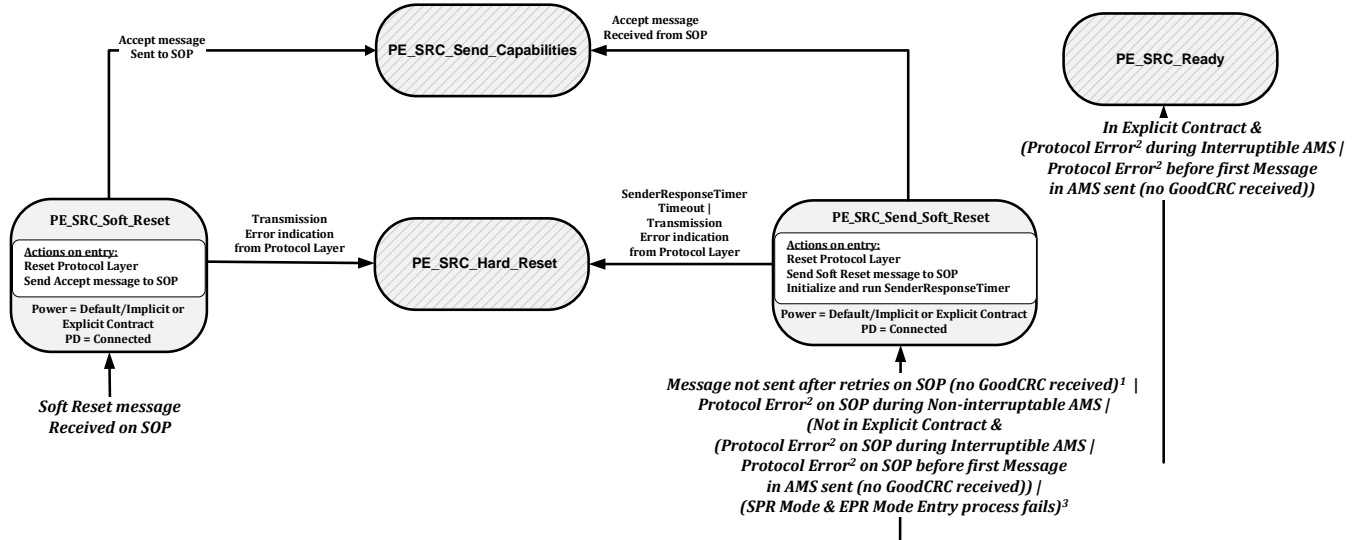 Accept message
Sent to SOP
PE_SRC_Send_Capabilities
Accept message
Received from SOP
PE_SRC_Ready
In Explicit Contract &
(Protocol Error² during Interruptible AMS |
Protocol Error² before first Message
in AMS sent (no GoodCRC received))
PE_SRC_Soft_Reset
Actions on entry:
Reset Protocol Layer
Send Accept message to SOP
Power = Default/Implicit or
Explicit Contract
PD = Connected
Soft Reset message
Received on SOP
Transmission
Error indication
from Protocol Layer
PE_SRC_Hard_Reset
SenderResponseTimer
Timeout |
Transmission
Error indication
from Protocol Layer
PE_SRC_Send_Soft_Reset
Actions on entry:
Reset Protocol Layer
Send Soft Reset message to SOP
Initialize and run SenderResponseTimer
Power = Default/Implicit or Explicit Contract
PD = Connected
Message not sent after retries on SOP (no GoodCRC received)¹ |
Protocol Error² on SOP during Non-interruptable AMS |
(Not in Explicit Contract &
(Protocol Error² on SOP during Interruptible AMS |
Protocol Error² on SOP before first Message
in AMS sent (no GoodCRC received)) |
(SPR Mode & EPR Mode Entry process fails)³